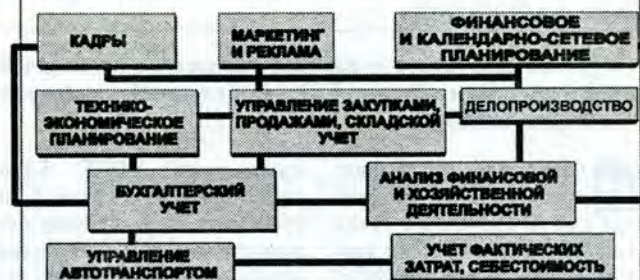 КАДРЫ
МАРКЕТИНГ
И РЕКЛАМА
ФИНАНСОВОЕ
И КАЛЕНДАРНО-СЕТЕВОЕ
ПЛАНИРОВАНИЕ
ТЕХНИКО-
ЭКОНОМИЧЕСКОЕ
ПЛАНИРОВАНИЕ
УПРАВЛЕНИЕ ЗАКУПКАМИ,
ПРОДАЖАМИ, СКЛАДСКОЙ
УЧЕТ
ДЕЛОПРОИЗВОДСТВО
БУХГАЛТЕРСКИЙ
УЧЕТ
АНАЛИЗ ФИНАНСОВОЙ
И ХОЗЯЙСТВЕННОЙ
ДЕЯТЕЛЬНОСТИ
УПРАВЛЕНИЕ
АВТОТРАНСПОРТОМ
УЧЕТ ФАКТИЧЕСКИХ
ЗАТРАТ, СЕБЕСТОИМОСТЬ